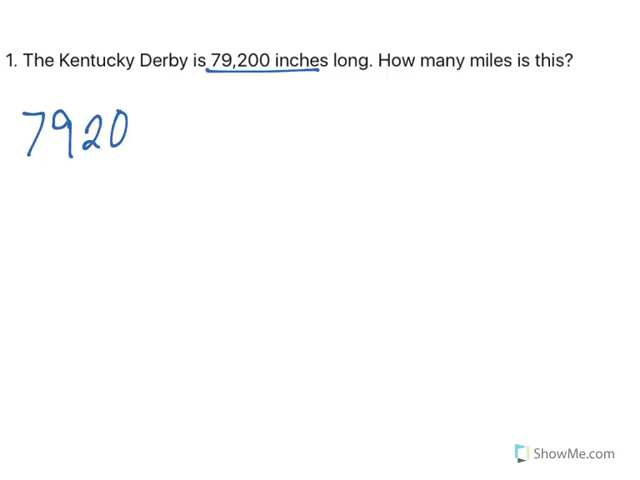 1. The Kentucky Derby is 79,200 inches long. How many miles is this?
7920
ShowMe.com